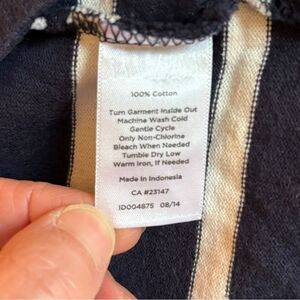 100% Cotton
Turn Garment Inside Out
Machine Wash Cold
Gentle Cycle
Only Non-Chlorine
Bleach When Needed
Tumble Dry Low
Warm Iron, If Needed
Made In Indonesia
CA #23147
ID004875 08/14